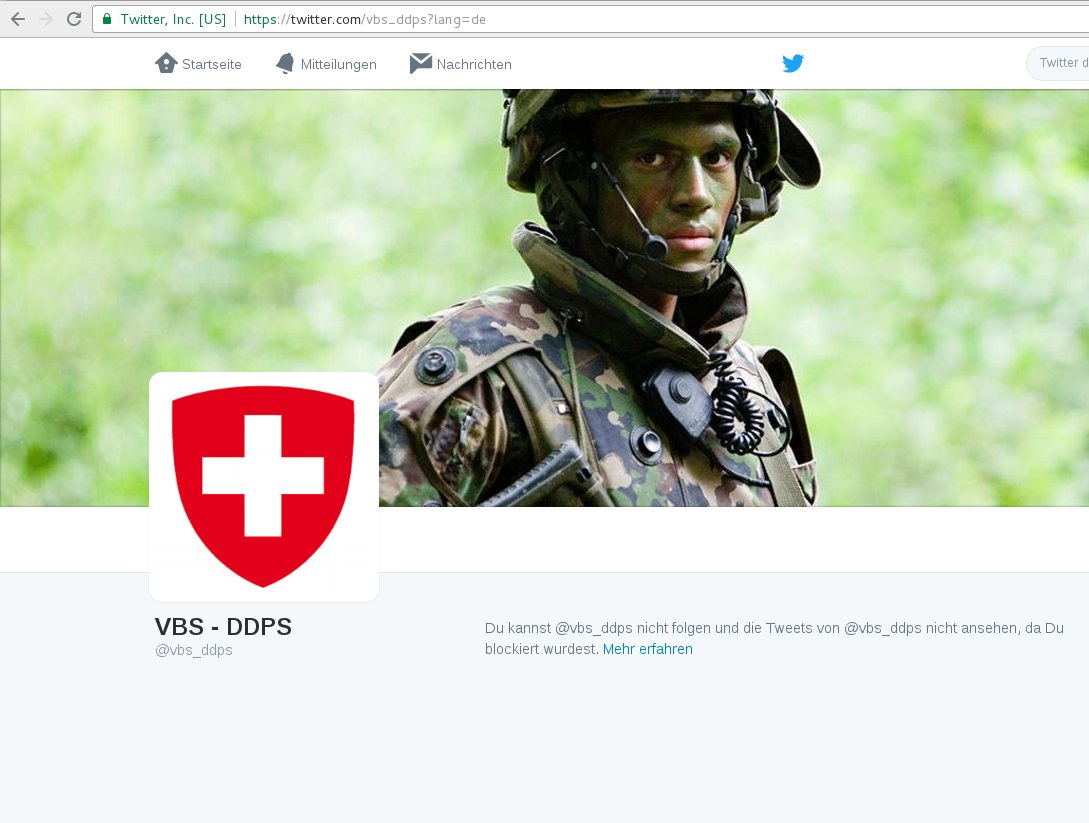 Twitter, Inc. [US] https://twitter.com/vbs_ddps?lang=de
Startseite Mitteilungen Nachrichten Twitter d
VBS - DDPS
@vbs_ddps
Du kannst @vbs_ddps nicht folgen und die Tweets von @vbs_ddps nicht ansehen, da Du
blockiert wurdest. Mehr erfahren